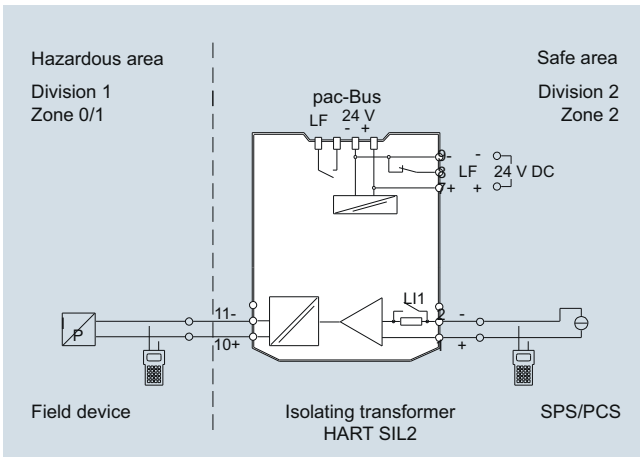 Hazardous area
Division 1
Zone 0/1
Safe area
Division 2
Zone 2
pac-Bus
LF 24 V
- +
9- -
8 LF 24 V DC
7+ +
LI1
11- 2 -
P
10+ +
Field device
Isolating transformer
HART SIL2
SPS/PCS